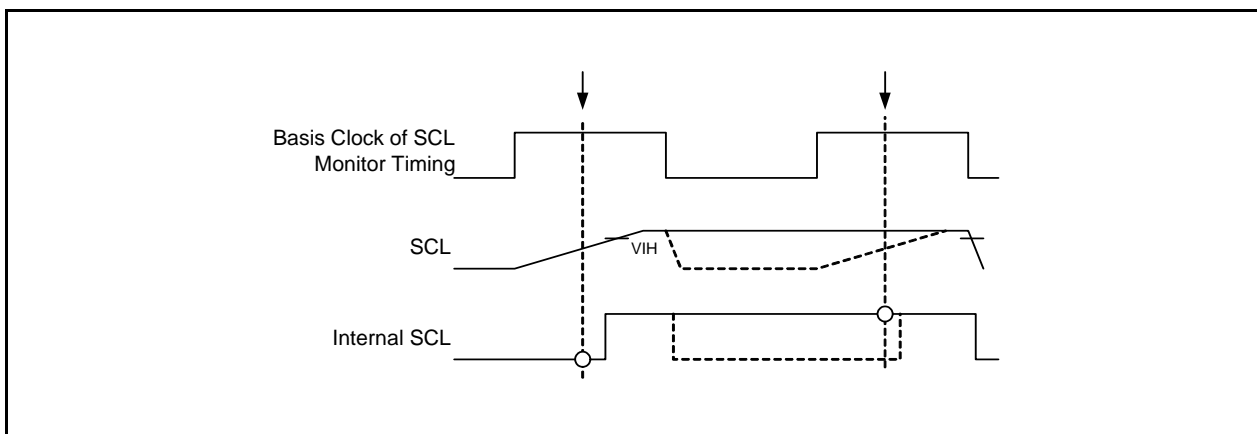 Basis Clock of SCL
Monitor Timing
SCL
VIH
Internal SCL